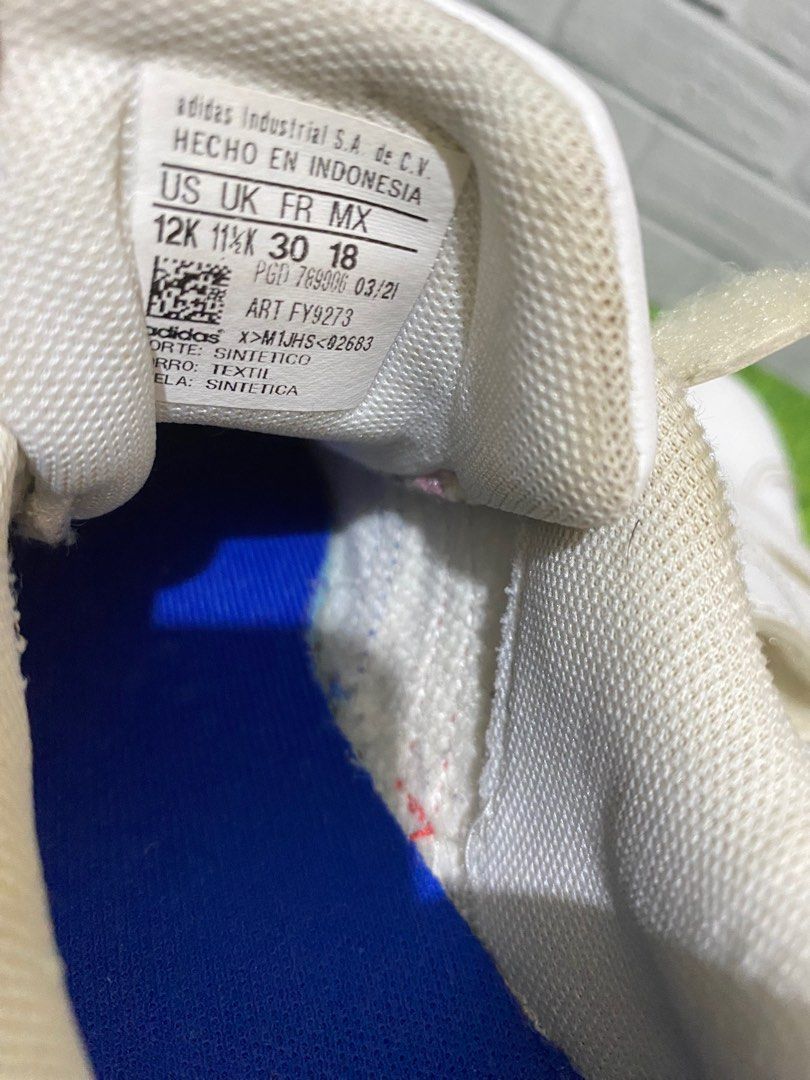 adidas Industrial S.A. de C.V.
HECHO EN INDONESIA
US UK FR MX
12K 11½K 30 18
PGD 789006 03/21
ART FY9273
adidas x>M1JHS<02683
ORTE: SINTETICO
RRO: TEXTIL
ELA: SINTETICA